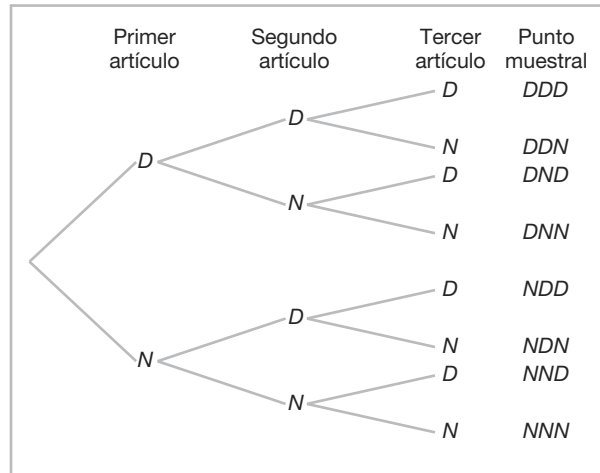 Primer artículo Segundo artículo Tercer artículo Punto muestral
D DDD
D
N DDN
D
D DND
N
N DNN
D NDD
D
N NDN
N
D NND
N
N NNN